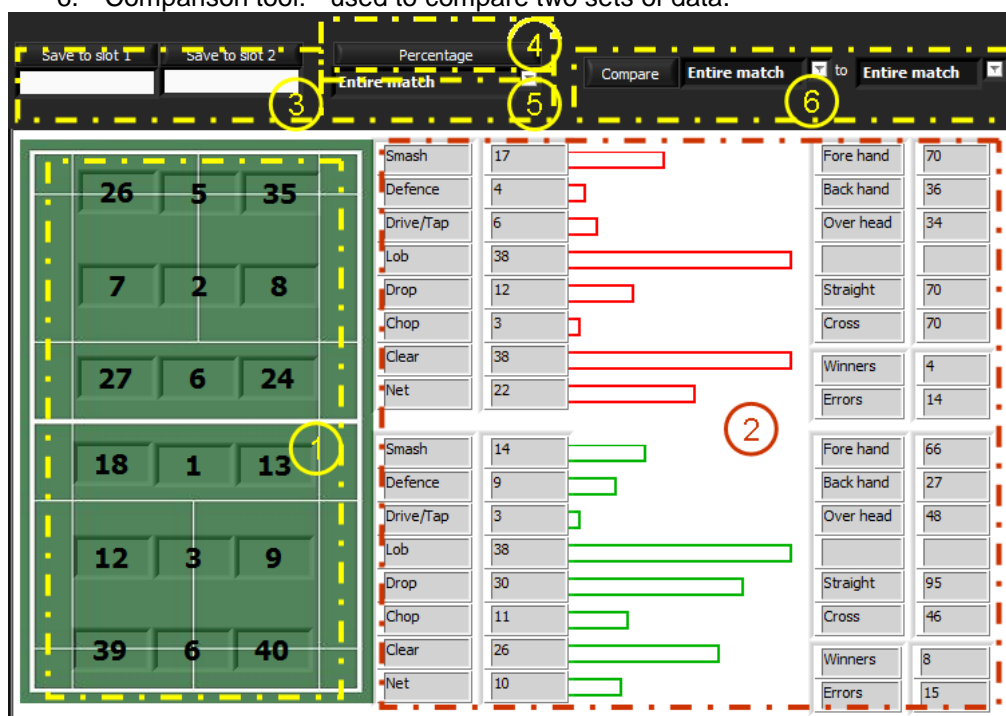 6. Comparison tool: used to compare two sets of data.
Save to slot 1 Save to slot 2 Percentage 4
Entire match Compare Entire match to Entire match
3 5 6
26 5 35
7 2 8
27 6 24
18 1 13
12 3 9
39 6 40
1
Smash 17
Defence 4
Drive/Tap 6
Lob 38
Drop 12
Chop 3
Clear 38
Net 22
2
Smash 14
Defence 9
Drive/Tap 3
Lob 38
Drop 30
Chop 11
Clear 26
Net 10
Fore hand 70
Back hand 36
Over head 34
Straight 70
Cross 70
Winners 4
Errors 14
Fore hand 66
Back hand 27
Over head 48
Straight 95
Cross 46
Winners 8
Errors 15